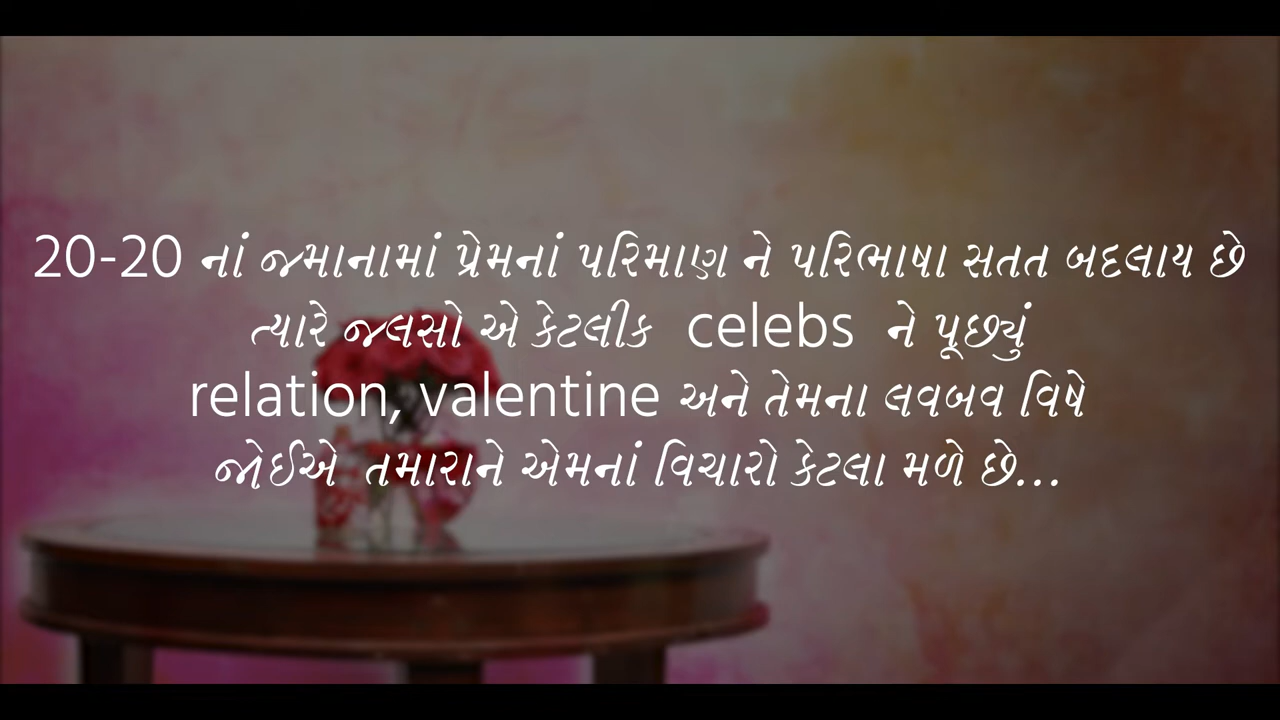 20-20 નાં જમાનામાં પ્રેમનાં પરિમાણ ને પરિભાષા સતત બદલાય છે
ત્યારે જલસો એ કેટલીક celebs ને પૂછ્યું
relation, valentine અને તેમના લવબવ વિષે
જોઈએ તમારાને એમનાં વિચારો કેટલા મળે છે...